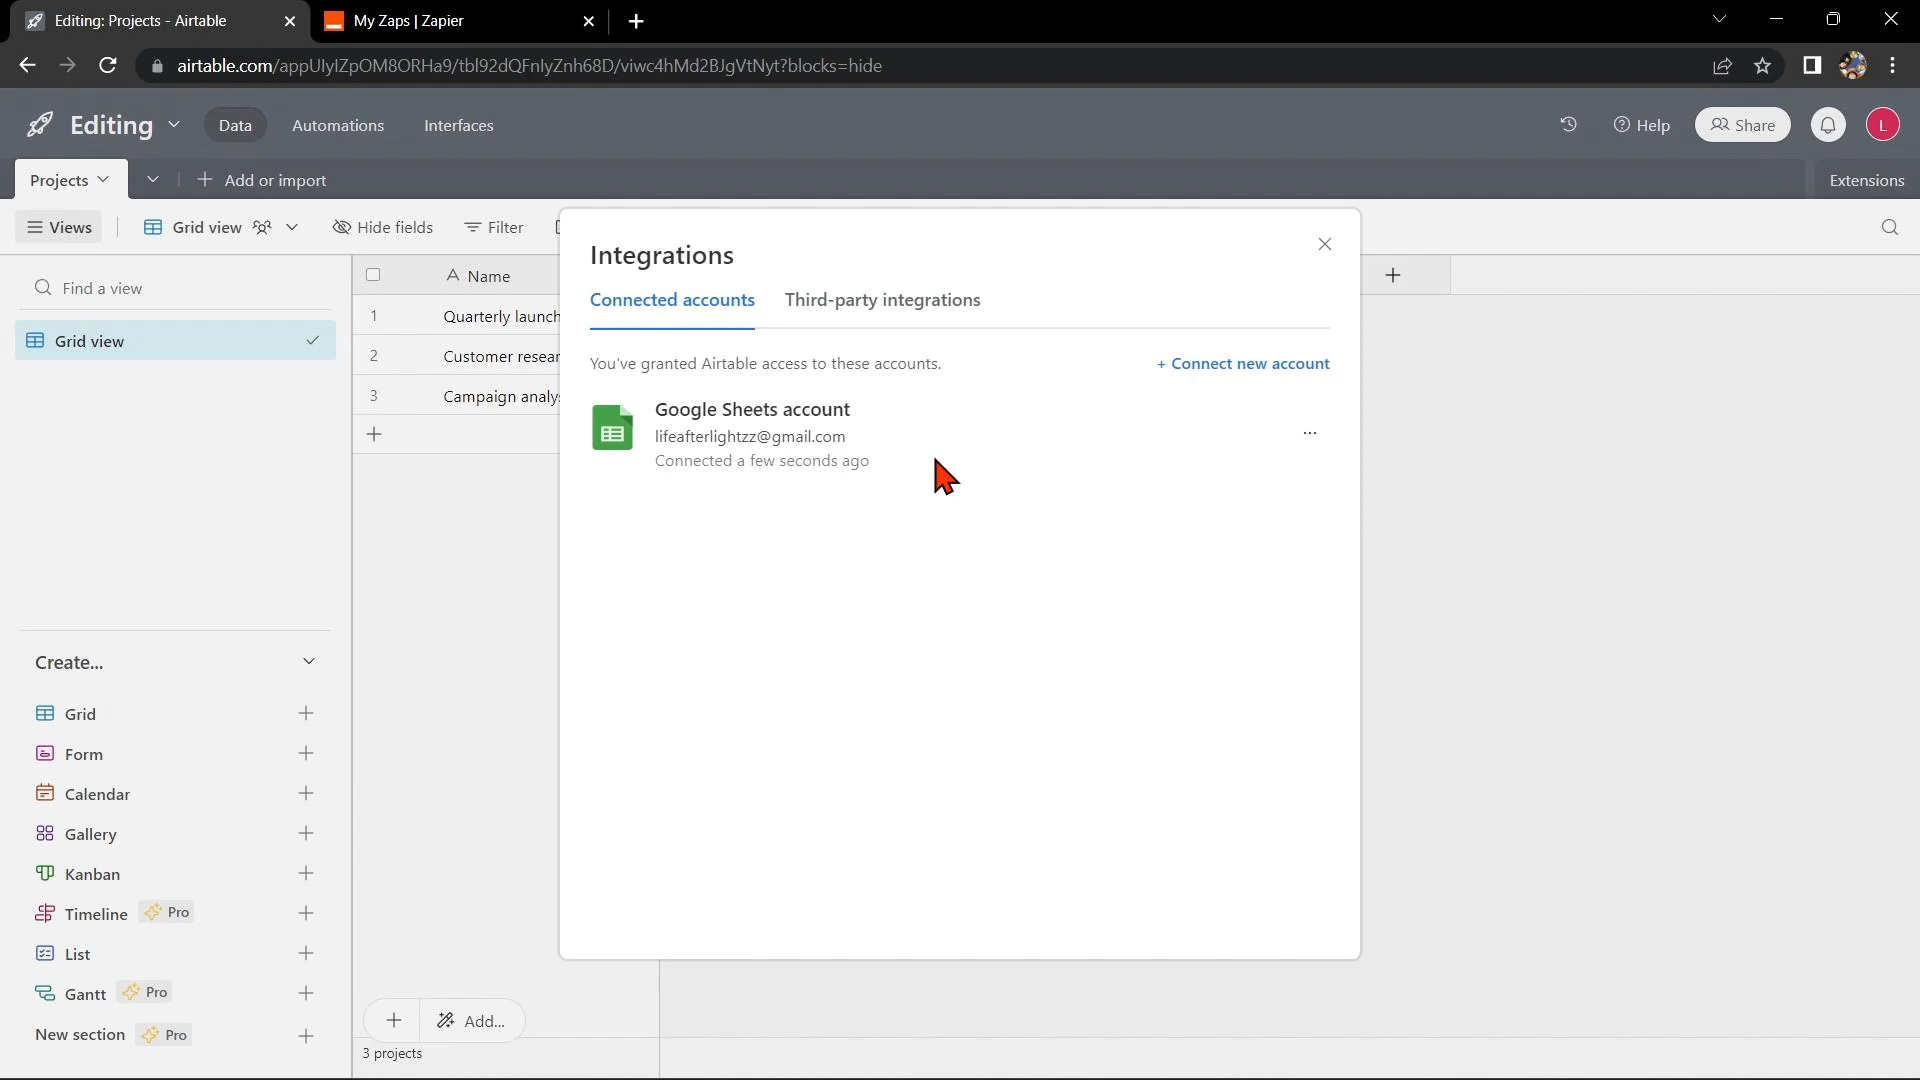 Editing: Projects - Airtable
My Zaps | Zapier
airtable.com/appUlylZpOM8ORHa9/tbl92dQFnlyZnh68D/viwc4hMd2BJgVtNyt?blocks=hide
Editing
Data
Automations
Interfaces
Help
Share
L
Projects
Add or import
Extensions
Views
Grid view
Hide fields
Filter
Find a view
Grid view
A Name
1 Quarterly launch
2 Customer resear
3 Campaign analys
Integrations
Connected accounts
Third-party integrations
You've granted Airtable access to these accounts.
+ Connect new account
Google Sheets account
lifeafterlightzz@gmail.com
Connected a few seconds ago
Create...
Grid
Form
Calendar
Gallery
Kanban
Timeline Pro
List
Gantt Pro
New section Pro
Add...
3 projects